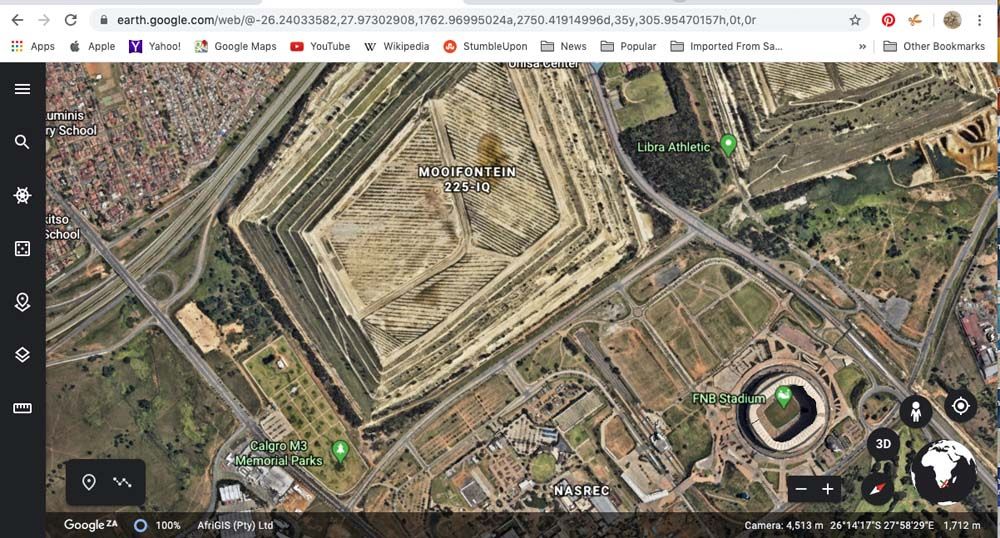 earth.google.com/web/@-26.24033582,27.97302908,1762.96995024a,2750.41914996d,35y,305.95470157h,0t,0r
Apps Apple Yahoo! Google Maps YouTube Wikipedia StumbleUpon News Popular Imported From Sa... » Other Bookmarks
Unisa Center
uminis
ry School
Libra Athletic
MOOIFONTEIN
225-IQ
kitso
School
FNB Stadium
Calgro M3
Memorial Parks
NASREC
3D
Google ZA 100% AfriGIS (Pty) Ltd Camera: 4,513 m 26°14'17"S 27°58'29"E 1,712 m